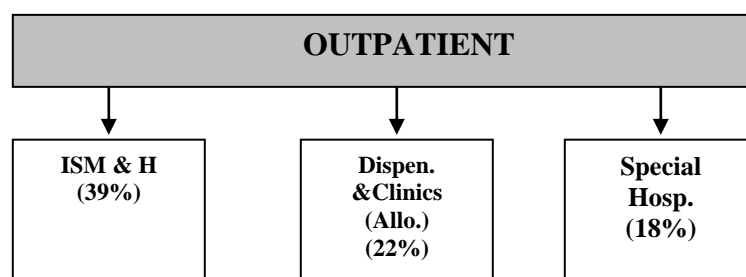 OUTPATIENT
ISM & H
(39%)
Dispen.
&Clinics
(Allo.)
(22%)
Special
Hosp.
(18%)